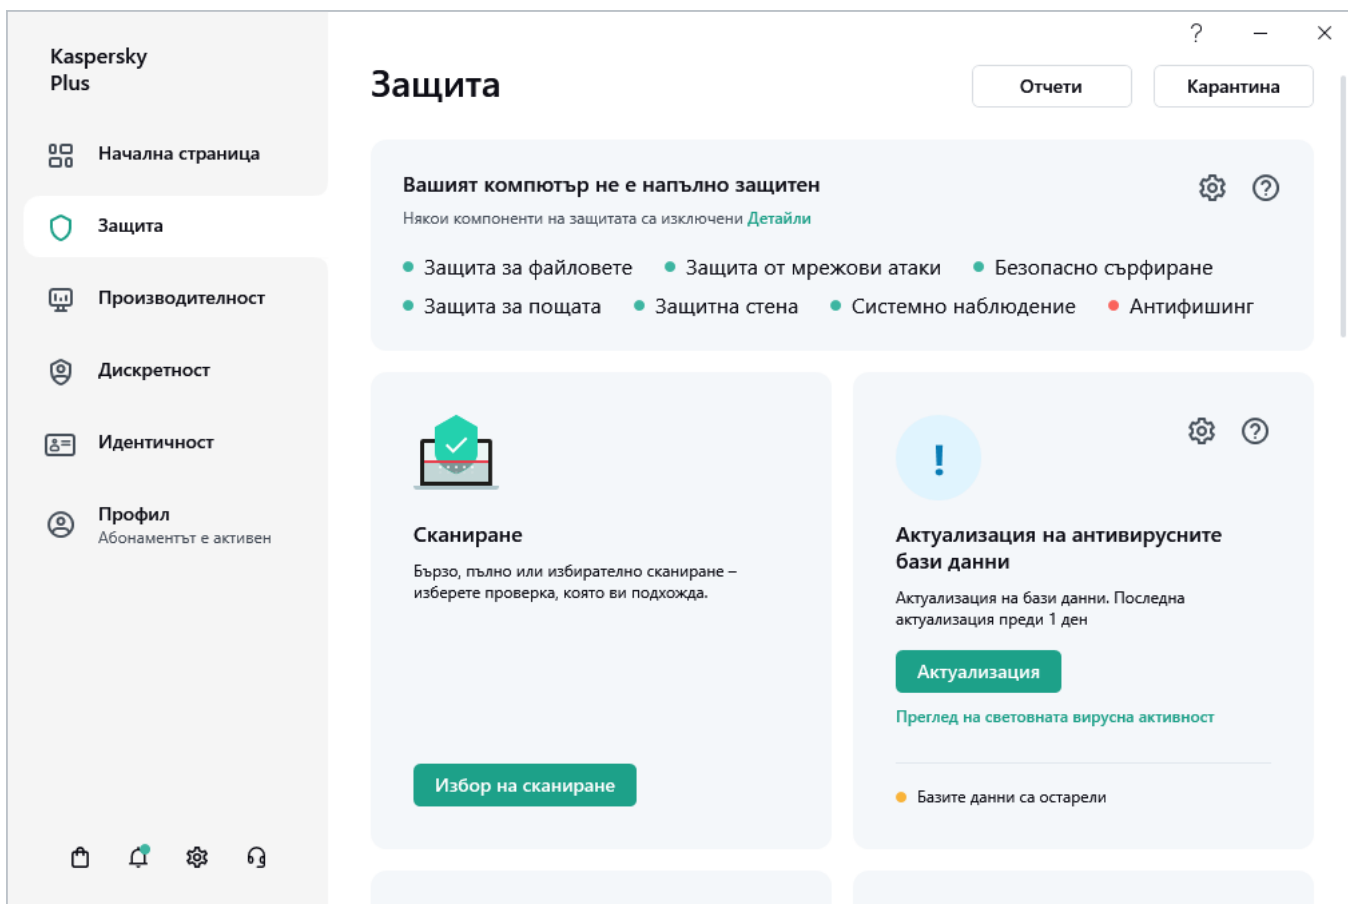 Kaspersky
Plus
Начална страница
Защита
Производителност
Дискретност
Идентичност
Профил
Абонаментът е активен
Защита
Отчети
Карантина
Вашият компютър не е напълно защитен
Някои компоненти на защитата са изключени Детайли
Защита за файловете Защита от мрежови атаки Безопасно сърфиране
Защита за пощата Защитна стена Системно наблюдение Антифишинг
Сканиране
Бързо, пълно или избирателно сканиране –
изберете проверка, която ви подхожда.
Избор на сканиране
!
Актуализация на антивирусните
бази данни
Актуализация на бази данни. Последна
актуализация преди 1 ден
Актуализация
Преглед на световната вирусна активност
Базите данни са остарели